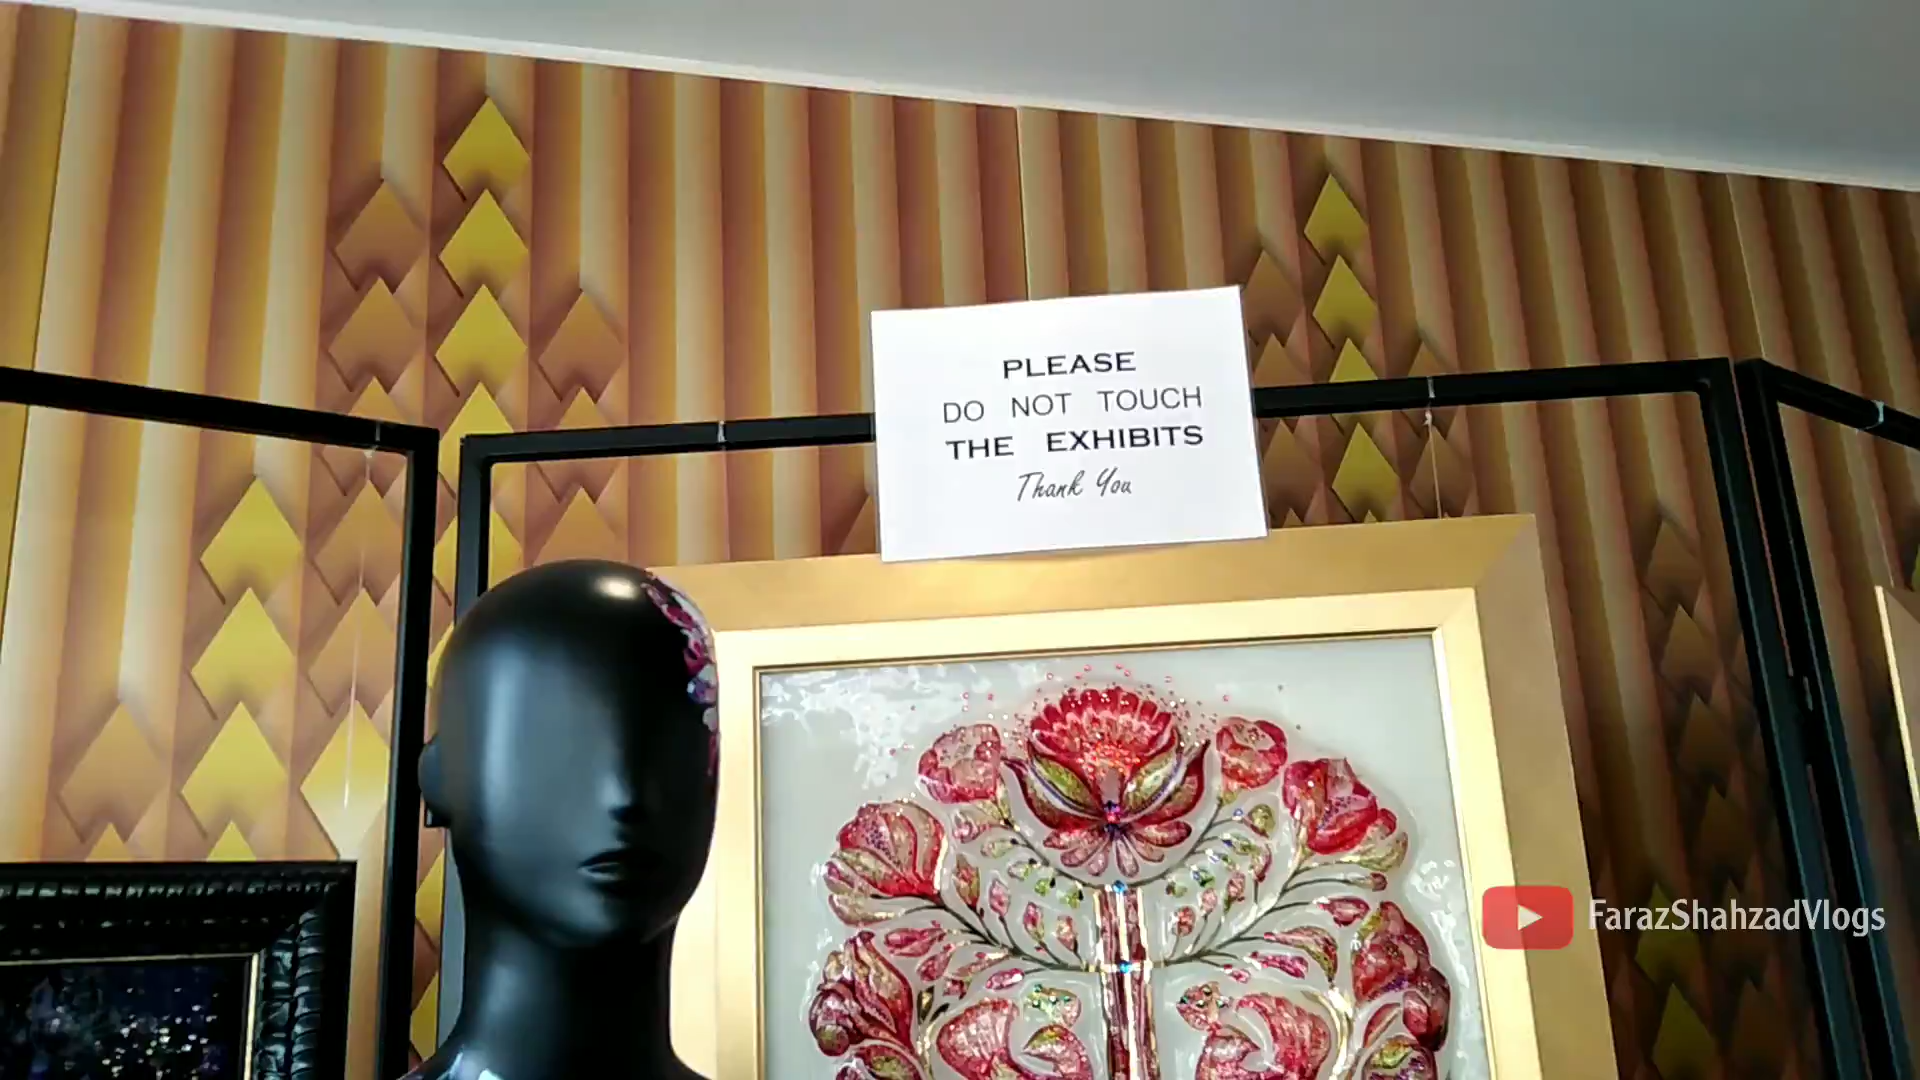 PLEASE
DO NOT TOUCH
THE EXHIBITS
Thank You
FarazShahzadVlogs